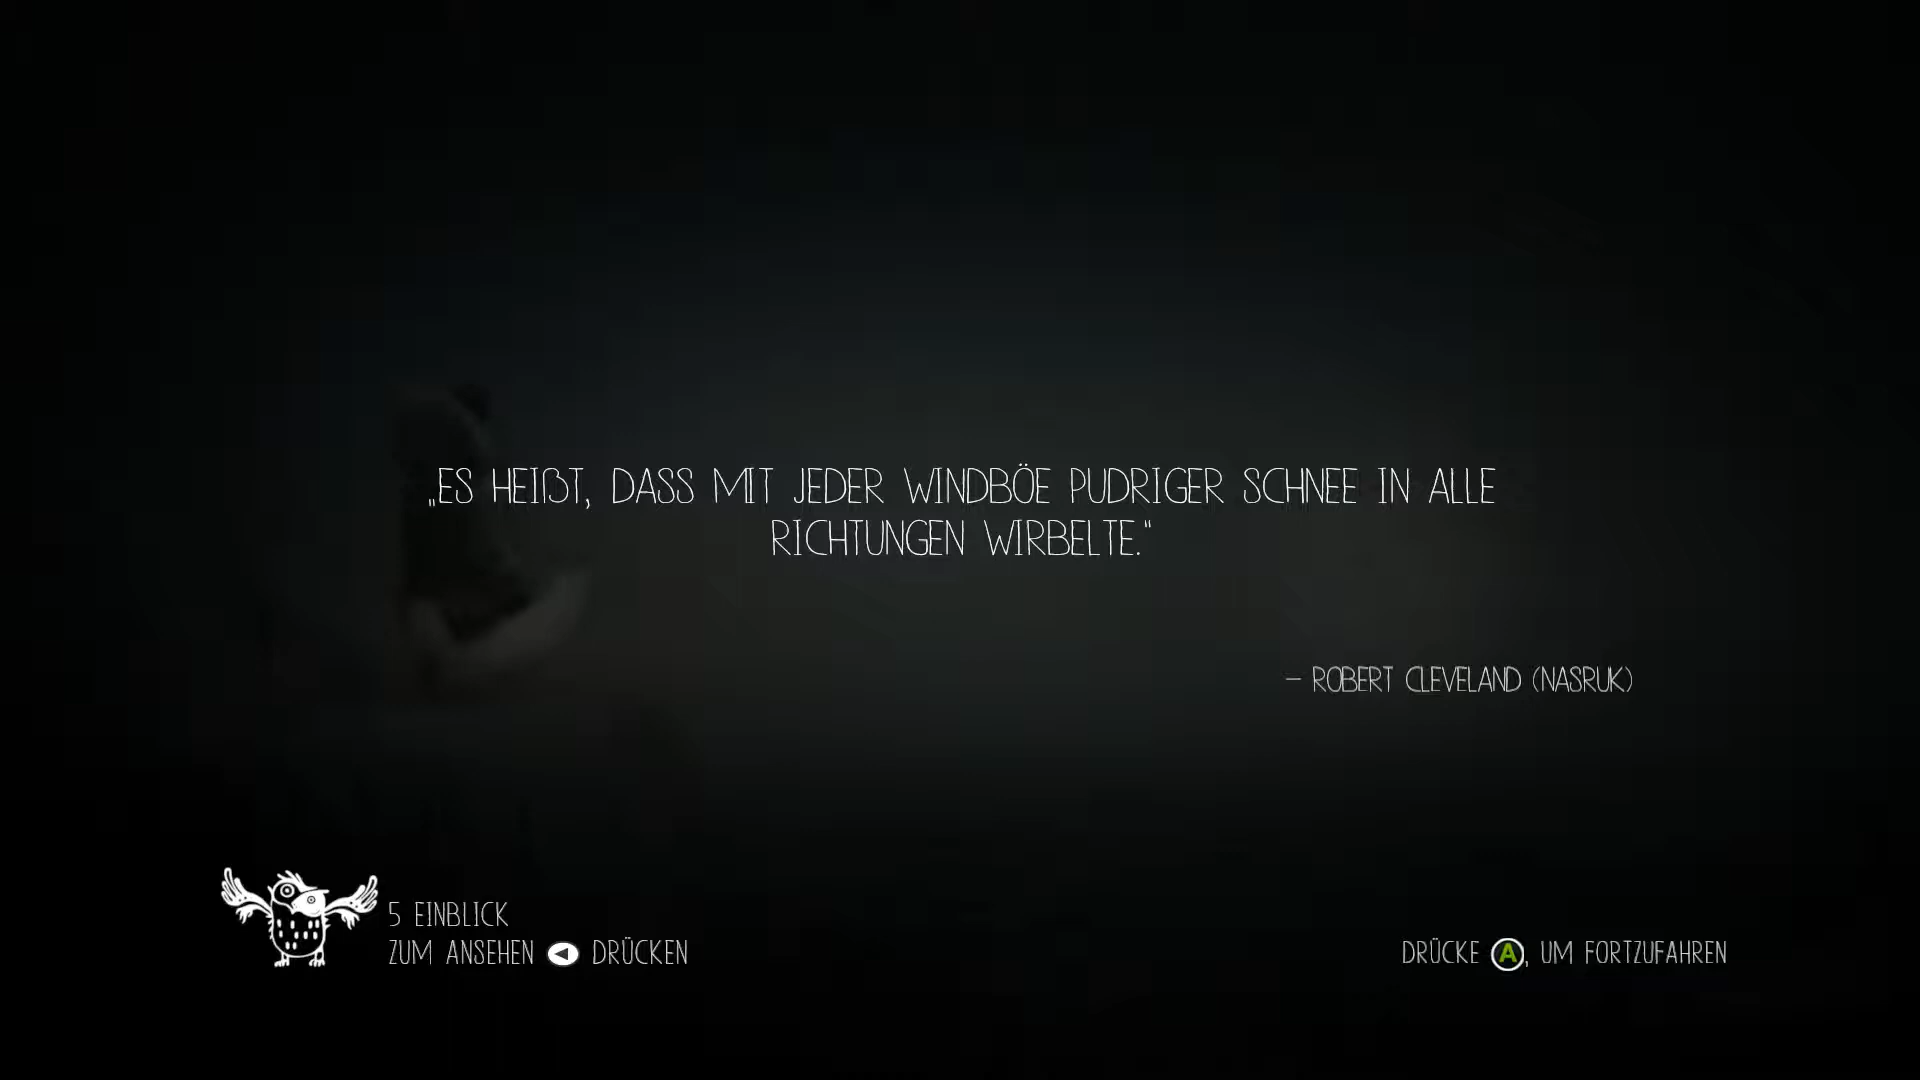 „ES HEIẞT, DASS MIT JEDER WINDBÖE PUDRIGER SCHNEE IN ALLE
RICHTUNGEN WIRBELTE.“
– ROBERT CLEVELAND (NASRUK)
5 EINBLICK
ZUM ANSEHEN ◀ DRÜCKEN
DRÜCKE A, UM FORTZUFAHREN